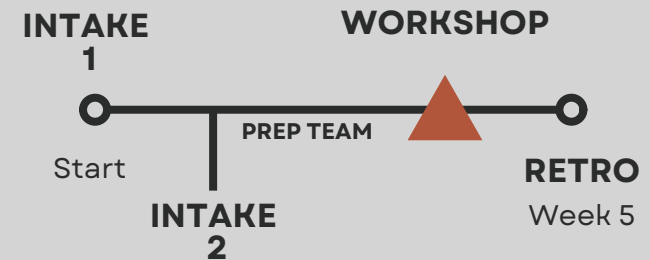 INTAKE
1
WORKSHOP
PREP TEAM
Start
RETRO
INTAKE
2
Week 5